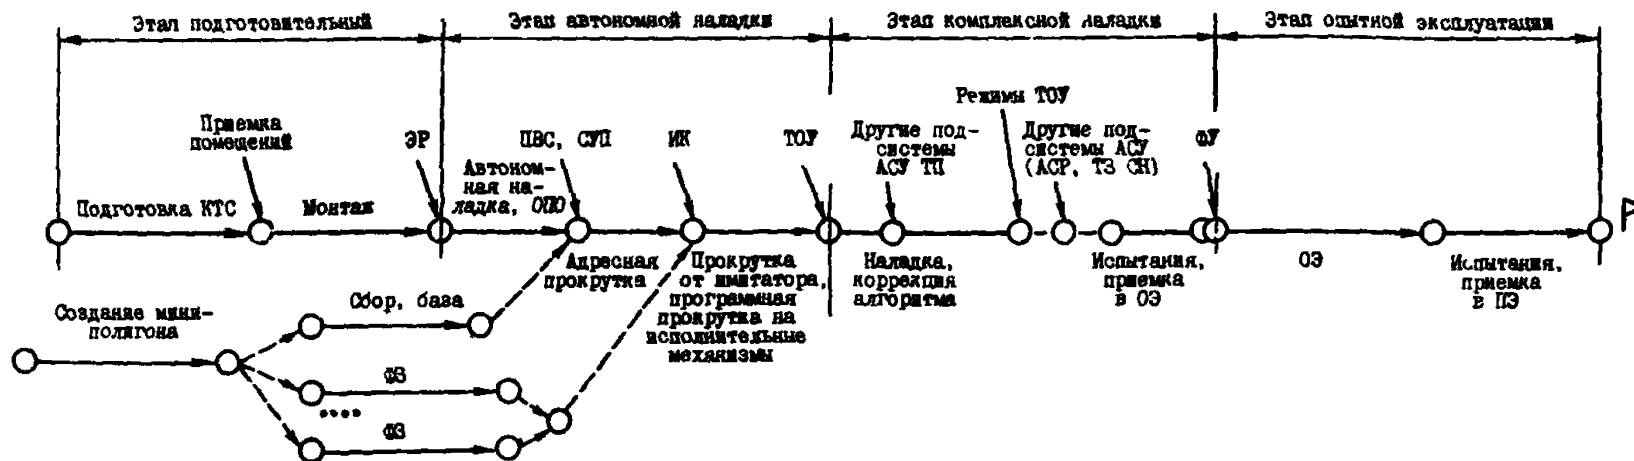 Этап подготовительный
Этап автономной наладки
Этап комплексной наладки
Этап опытной эксплуатации
Режимы ТОУ
Приемка
помещений
ЭР
ПВС, СУП
ИК
ТОУ
Другие под-
системы
АСУ ТП
Другие под-
системы АСУ
(АСР, ТЗ СН)
ФУ
Автоном-
ная на-
ладка, ОПО
Подготовка КТС
Монтаж
Р
Адресная
прокрутка
Прокрутка
от имитатора,
программная
прокрутка на
исполнительные
механизмы
Наладка,
коррекция
алгоритма
Испытания,
приемка
в ОЭ
ОЭ
Испытания,
приемка
в ПЭ
Создание мини-
полигона
Сбор, база
ФЗ
....
ФЗ